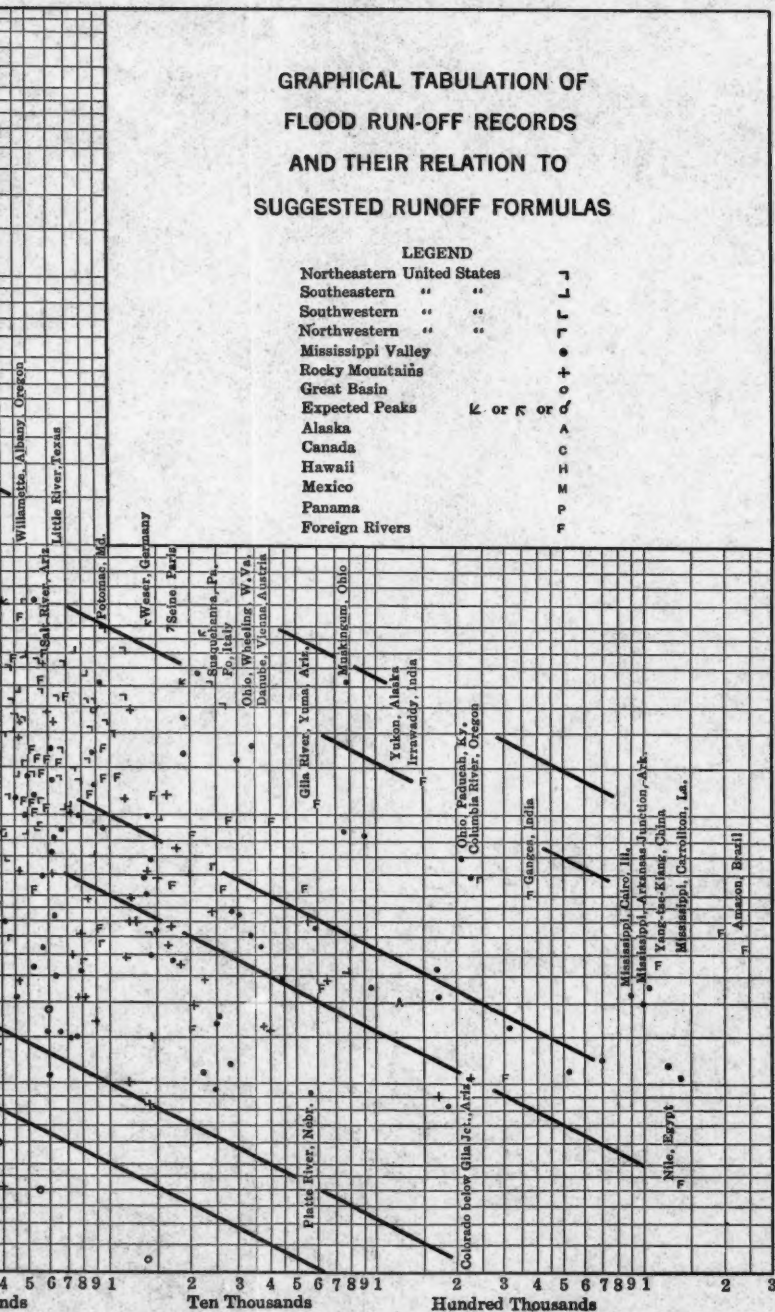 GRAPHICAL TABULATION OF
FLOOD RUN-OFF RECORDS
AND THEIR RELATION TO
SUGGESTED RUNOFF FORMULAS
LEGEND
Northeastern United States ┐
Southeastern “ “ ┘
Southwestern “ “ └
Northwestern “ “ ┌
Mississippi Valley •
Rocky Mountains +
Great Basin o
Expected Peaks or or
Alaska A
Canada C
Hawaii H
Mexico M
Panama P
Foreign Rivers F
Willamette, Albany, Oregon
Little River, Texas
Salt River, Ariz.
Potomac, Md.
Weser, Germany
Seine, Paris
Susquehanna, Pa.
Po, Italy
Ohio, Wheeling W. Va.
Danube, Vienna, Austria
Gila River, Yuma, Ariz.
Muskingum, Ohio
Yukon, Alaska
Irrawaddy, India
Ohio, Paducah, Ky.
Columbia River, Oregon
Ganges, India
Mississippi, Cairo, Ill.
Mississippi, Arkansas Junction, Ark.
Yang-tse-Kiang, China
Mississippi, Carrollton, La.
Amazon, Brazil
Platte River, Nebr.
Colorado below Gila Jct., Ariz.
Nile, Egypt
4 5 6 7 8 9 1 2 3 4 5 6 7 8 9 1 2 3 4 5 6 7 8 9 1 2 3
nds Ten Thousands Hundred Thousands